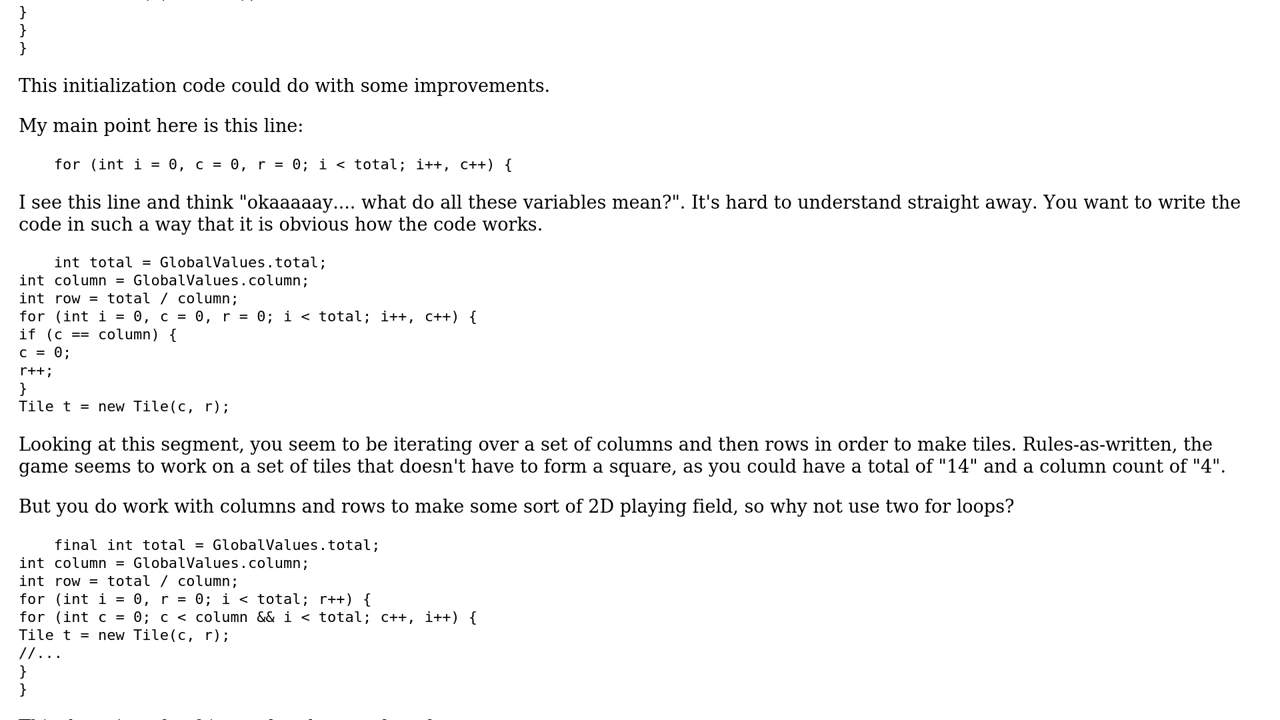 }
}
}
This initialization code could do with some improvements.
My main point here is this line:
for (int i = 0, c = 0, r = 0; i < total; i++, c++) {
I see this line and think "okaaaaay.... what do all these variables mean?". It's hard to understand straight away. You want to write the
code in such a way that it is obvious how the code works.
int total = GlobalValues.total;
int column = GlobalValues.column;
int row = total / column;
for (int i = 0, c = 0, r = 0; i < total; i++, c++) {
if (c == column) {
c = 0;
r++;
}
Tile t = new Tile(c, r);
Looking at this segment, you seem to be iterating over a set of columns and then rows in order to make tiles. Rules-as-written, the
game seems to work on a set of tiles that doesn't have to form a square, as you could have a total of "14" and a column count of "4".
But you do work with columns and rows to make some sort of 2D playing field, so why not use two for loops?
final int total = GlobalValues.total;
int column = GlobalValues.column;
int row = total / column;
for (int i = 0, r = 0; i < total; r++) {
for (int c = 0; c < column && i < total; c++, i++) {
Tile t = new Tile(c, r);
//...
}
}